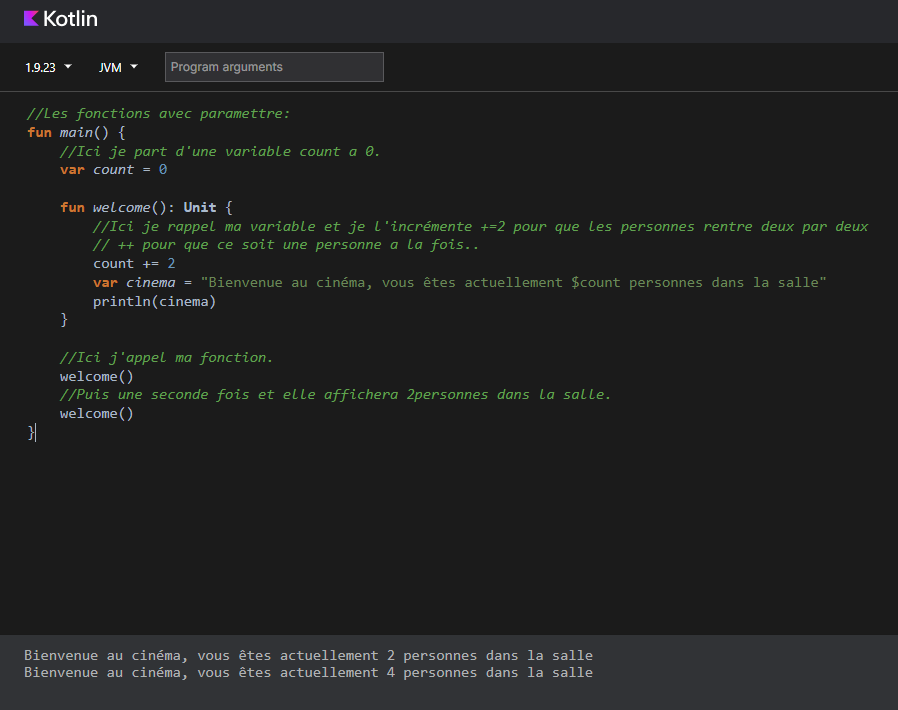 Kotlin
1.9.23 JVM Program arguments
//Les fonctions avec paramettre:
fun main() {
//Ici je part d'une variable count a 0.
var count = 0
fun welcome(): Unit {
//Ici je rappel ma variable et je l'incrémente +=2 pour que les personnes rentre deux par deux
// ++ pour que ce soit une personne a la fois..
count += 2
var cinema = "Bienvenue au cinéma, vous êtes actuellement $count personnes dans la salle"
println(cinema)
}
//Ici j'appel ma fonction.
welcome()
//Puis une seconde fois et elle affichera 2personnes dans la salle.
welcome()
}
Bienvenue au cinéma, vous êtes actuellement 2 personnes dans la salle
Bienvenue au cinéma, vous êtes actuellement 4 personnes dans la salle